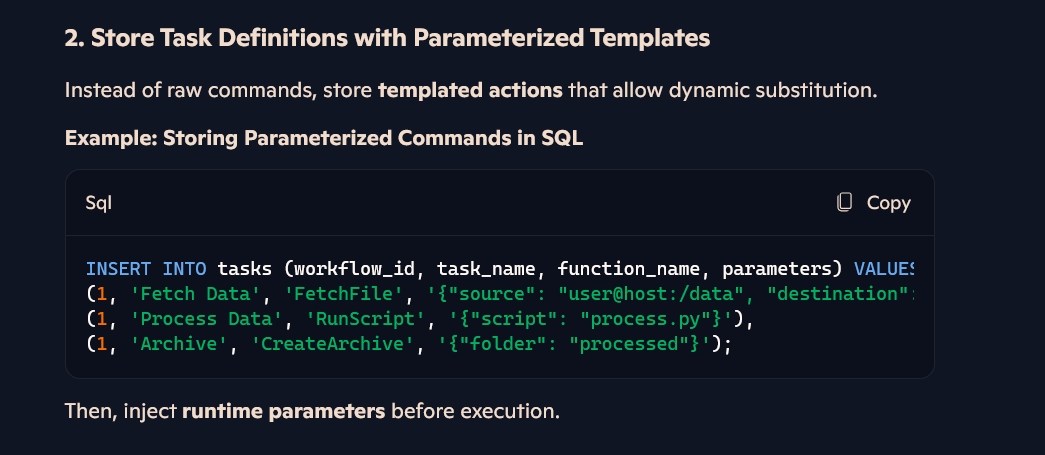 2. Store Task Definitions with Parameterized Templates
Instead of raw commands, store templated actions that allow dynamic substitution.
Example: Storing Parameterized Commands in SQL
Sql
Copy
INSERT INTO tasks (workflow_id, task_name, function_name, parameters) VALUES
(1, 'Fetch Data', 'FetchFile', '{"source": "user@host:/data", "destination":
(1, 'Process Data', 'RunScript', '{"script": "process.py"}'),
(1, 'Archive', 'CreateArchive', '{"folder": "processed"}');
Then, inject runtime parameters before execution.